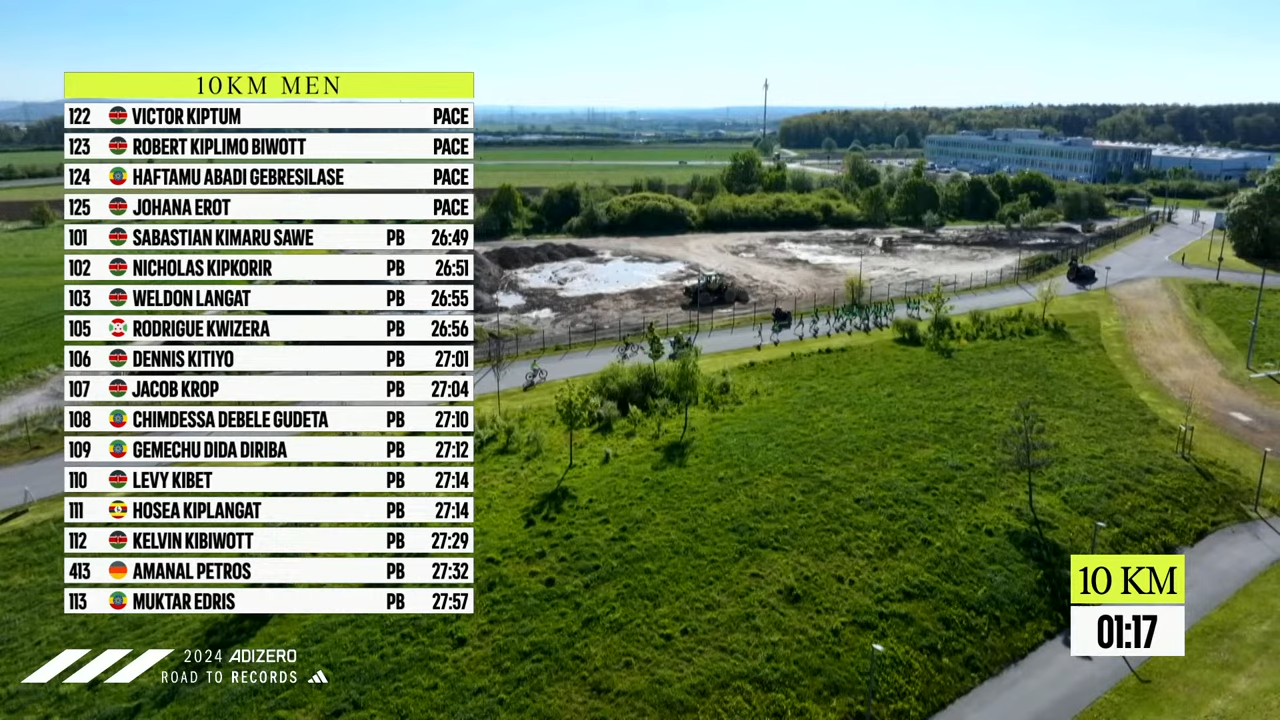 10KM MEN
122 VICTOR KIPTUM PACE
123 ROBERT KIPLIMO BIWOTT PACE
124 HAFTAMU ABADI GEBRESILASE PACE
125 JOHANA EROT PACE
101 SABASTIAN KIMARU SAWE PB 26:49
102 NICHOLAS KIPKORIR PB 26:51
103 WELDON LANGAT PB 26:55
105 RODRIGUE KWIZERA PB 26:56
106 DENNIS KITIYO PB 27:01
107 JACOB KROP PB 27:04
108 CHIMDESSA DEBELE GUDETA PB 27:10
109 GEMECHU DIDA DIRIBA PB 27:12
110 LEVY KIBET PB 27:14
111 HOSEA KIPLANGAT PB 27:14
112 KELVIN KIBIWOTT PB 27:29
413 AMANAL PETROS PB 27:32
113 MUKTAR EDRIS PB 27:57
10 KM
01:17
2024 ADIZERO
ROAD TO RECORDS